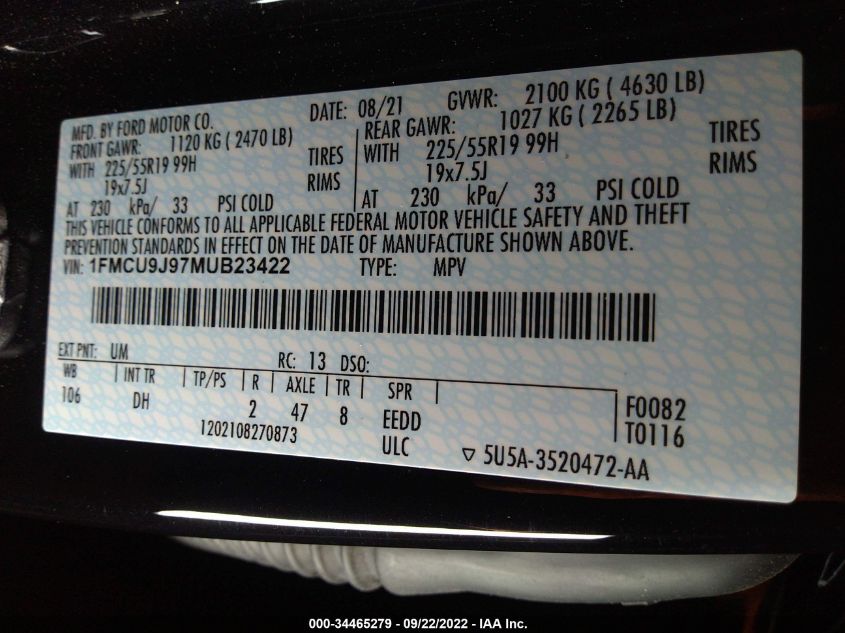 MFD. BY FORD MOTOR CO. DATE: 08/21 GVWR: 2100 KG ( 4630 LB)
FRONT GAWR: 1120 KG ( 2470 LB) REAR GAWR: 1027 KG ( 2265 LB)
WITH 225/55R19 99H TIRES WITH 225/55R19 99H TIRES
19x7.5J RIMS 19x7.5J RIMS
AT 230 kPa/ 33 PSI COLD AT 230 kPa/ 33 PSI COLD
THIS VEHICLE CONFORMS TO ALL APPLICABLE FEDERAL MOTOR VEHICLE SAFETY AND THEFT
PREVENTION STANDARDS IN EFFECT ON THE DATE OF MANUFACTURE SHOWN ABOVE.
VIN: 1FMCU9J97MUB23422 TYPE: MPV
EXT PNT: UM RC: 13 DSO:
WB INT TR TP/PS R AXLE TR SPR
106 DH 2 47 8 EEDD F0082
1202108270873 ULC T0116
▽ 5U5A-3520472-AA
000-34465279 - 09/22/2022 - IAA Inc.